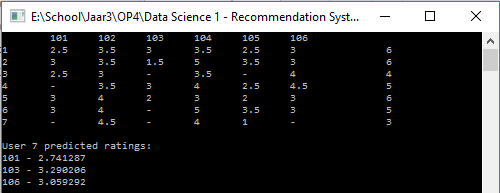 E:\School\Jaar3\OP4\Data Science 1 - Recommendation Syst...
101 102 103 104 105 106
1 2.5 3.5 3 3.5 2.5 3 6
2 3 3.5 1.5 5 3.5 3 6
3 2.5 3 - 3.5 - 4 4
4 - 3.5 3 4 2.5 4.5 5
5 3 4 2 3 2 3 6
6 3 4 - 5 3.5 3 5
7 - 4.5 - 4 1 - 3
User 7 predicted ratings:
101 - 2.741287
103 - 3.290206
106 - 3.059292